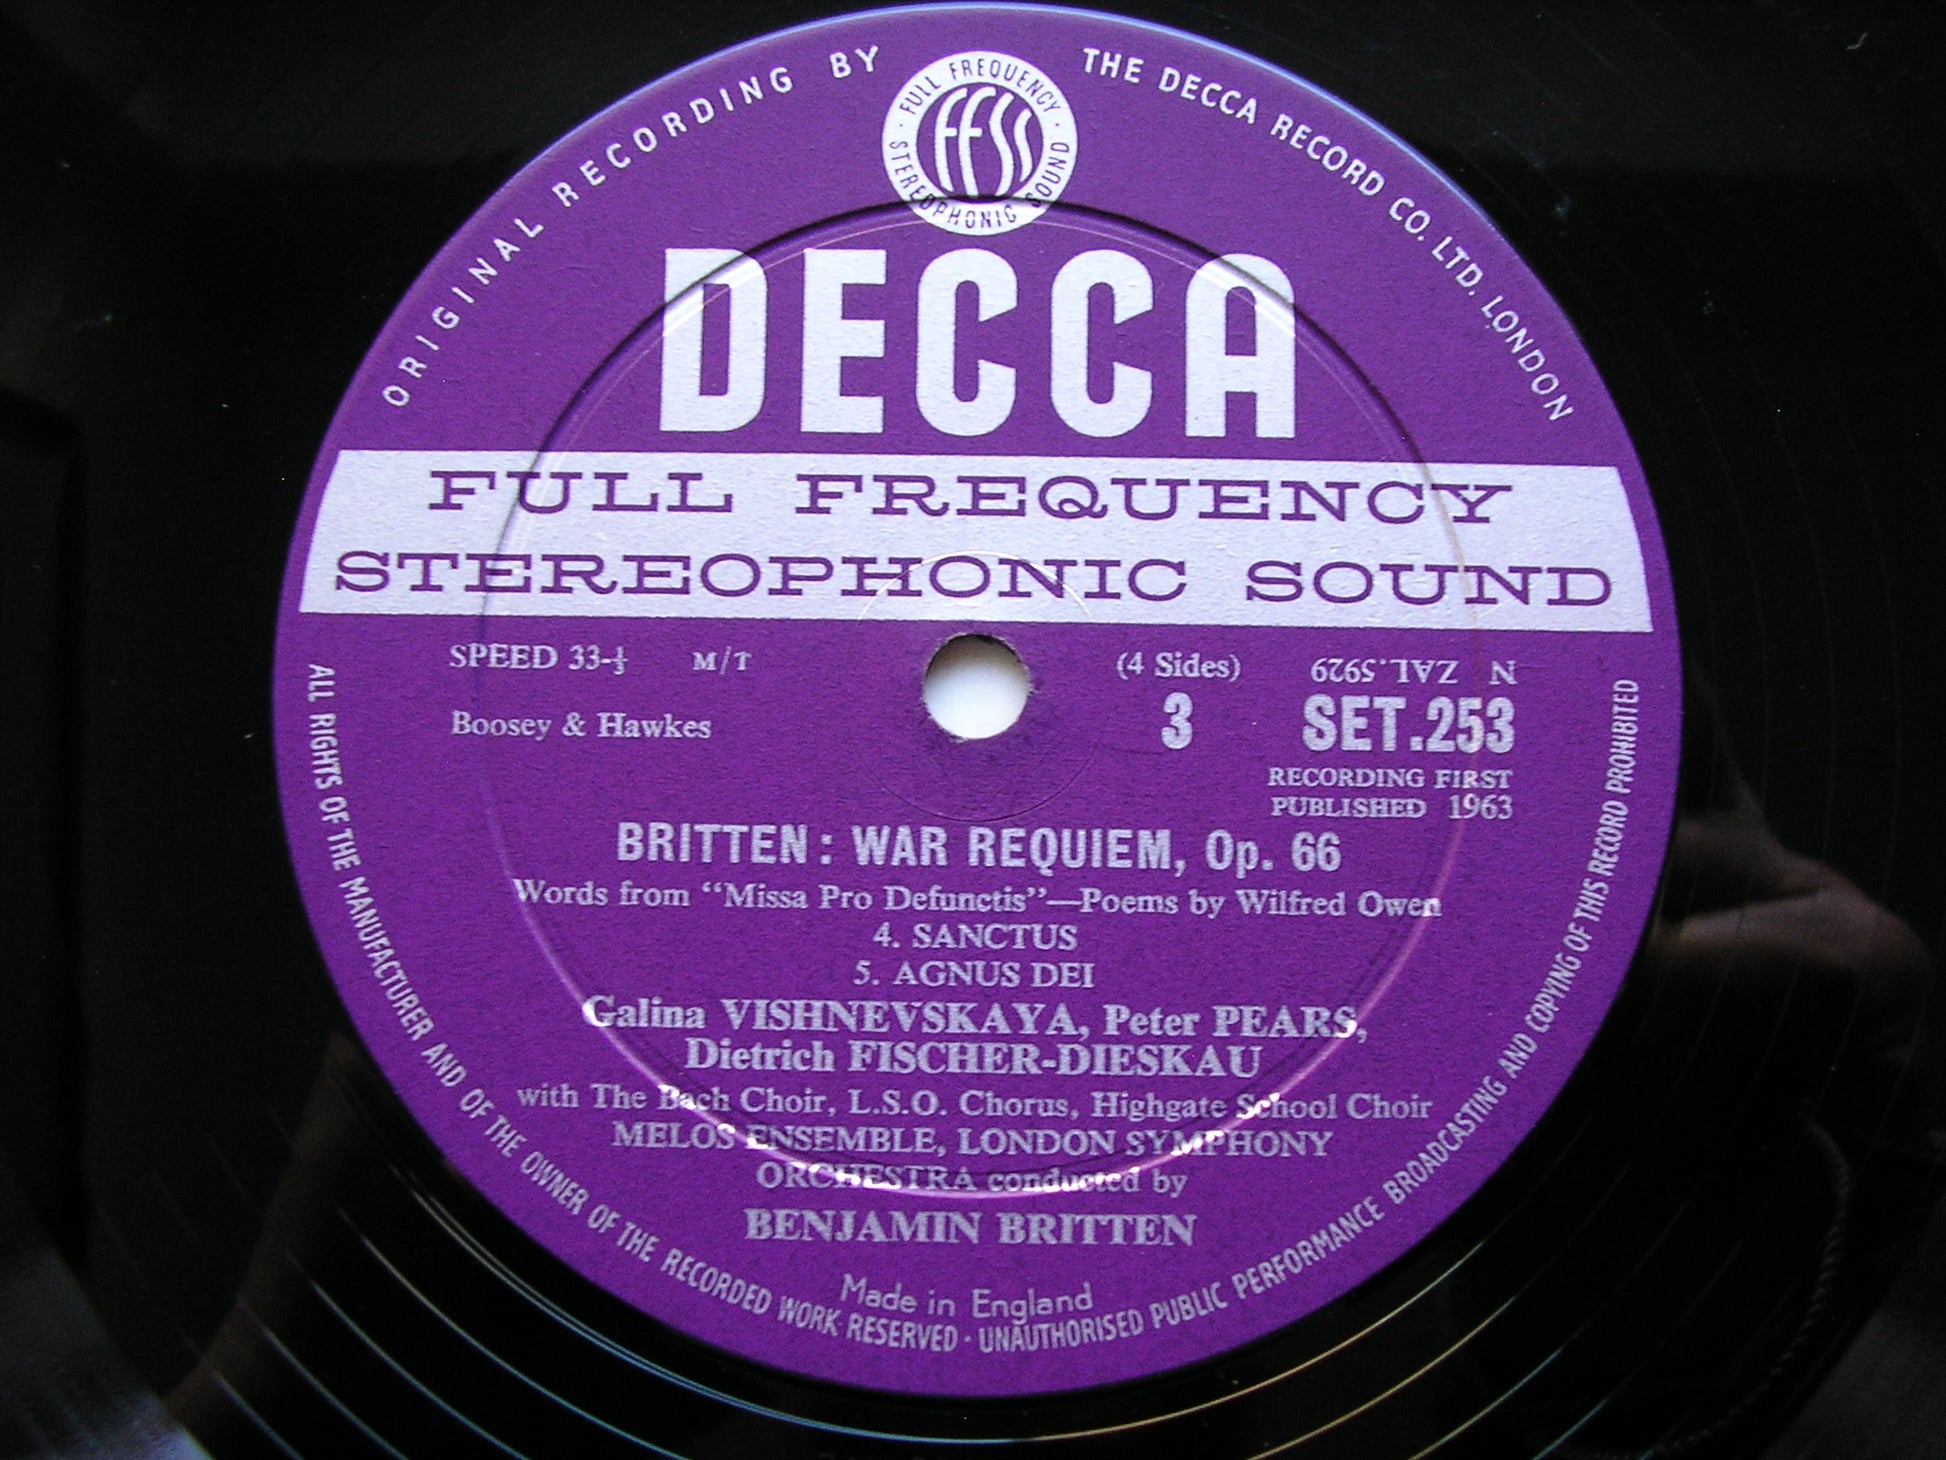 ORIGINAL RECORDING BY THE DECCA RECORD CO. LTD. LONDON
FULL FREQUENCY STEREOPHONIC SOUND
FFSS
DECCA
FULL FREQUENCY
STEREOPHONIC SOUND
SPEED 33-⅓ M/T (4 Sides) N ZAL.5929
Boosey & Hawkes 3 SET.253
RECORDING FIRST
PUBLISHED 1963
BRITTEN : WAR REQUIEM, Op. 66
Words from “Missa Pro Defunctis”—Poems by Wilfred Owen
4. SANCTUS
5. AGNUS DEI
Galina VISHNEVSKAYA, Peter PEARS,
Dietrich FISCHER-DIESKAU
with The Bach Choir, L.S.O. Chorus, Highgate School Choir
MELOS ENSEMBLE, LONDON SYMPHONY
ORCHESTRA conducted by
BENJAMIN BRITTEN
Made in England
ALL RIGHTS OF THE MANUFACTURER AND OF THE OWNER OF THE RECORDED WORK RESERVED · UNAUTHORISED PUBLIC PERFORMANCE BROADCASTING AND COPYING OF THIS RECORD PROHIBITED